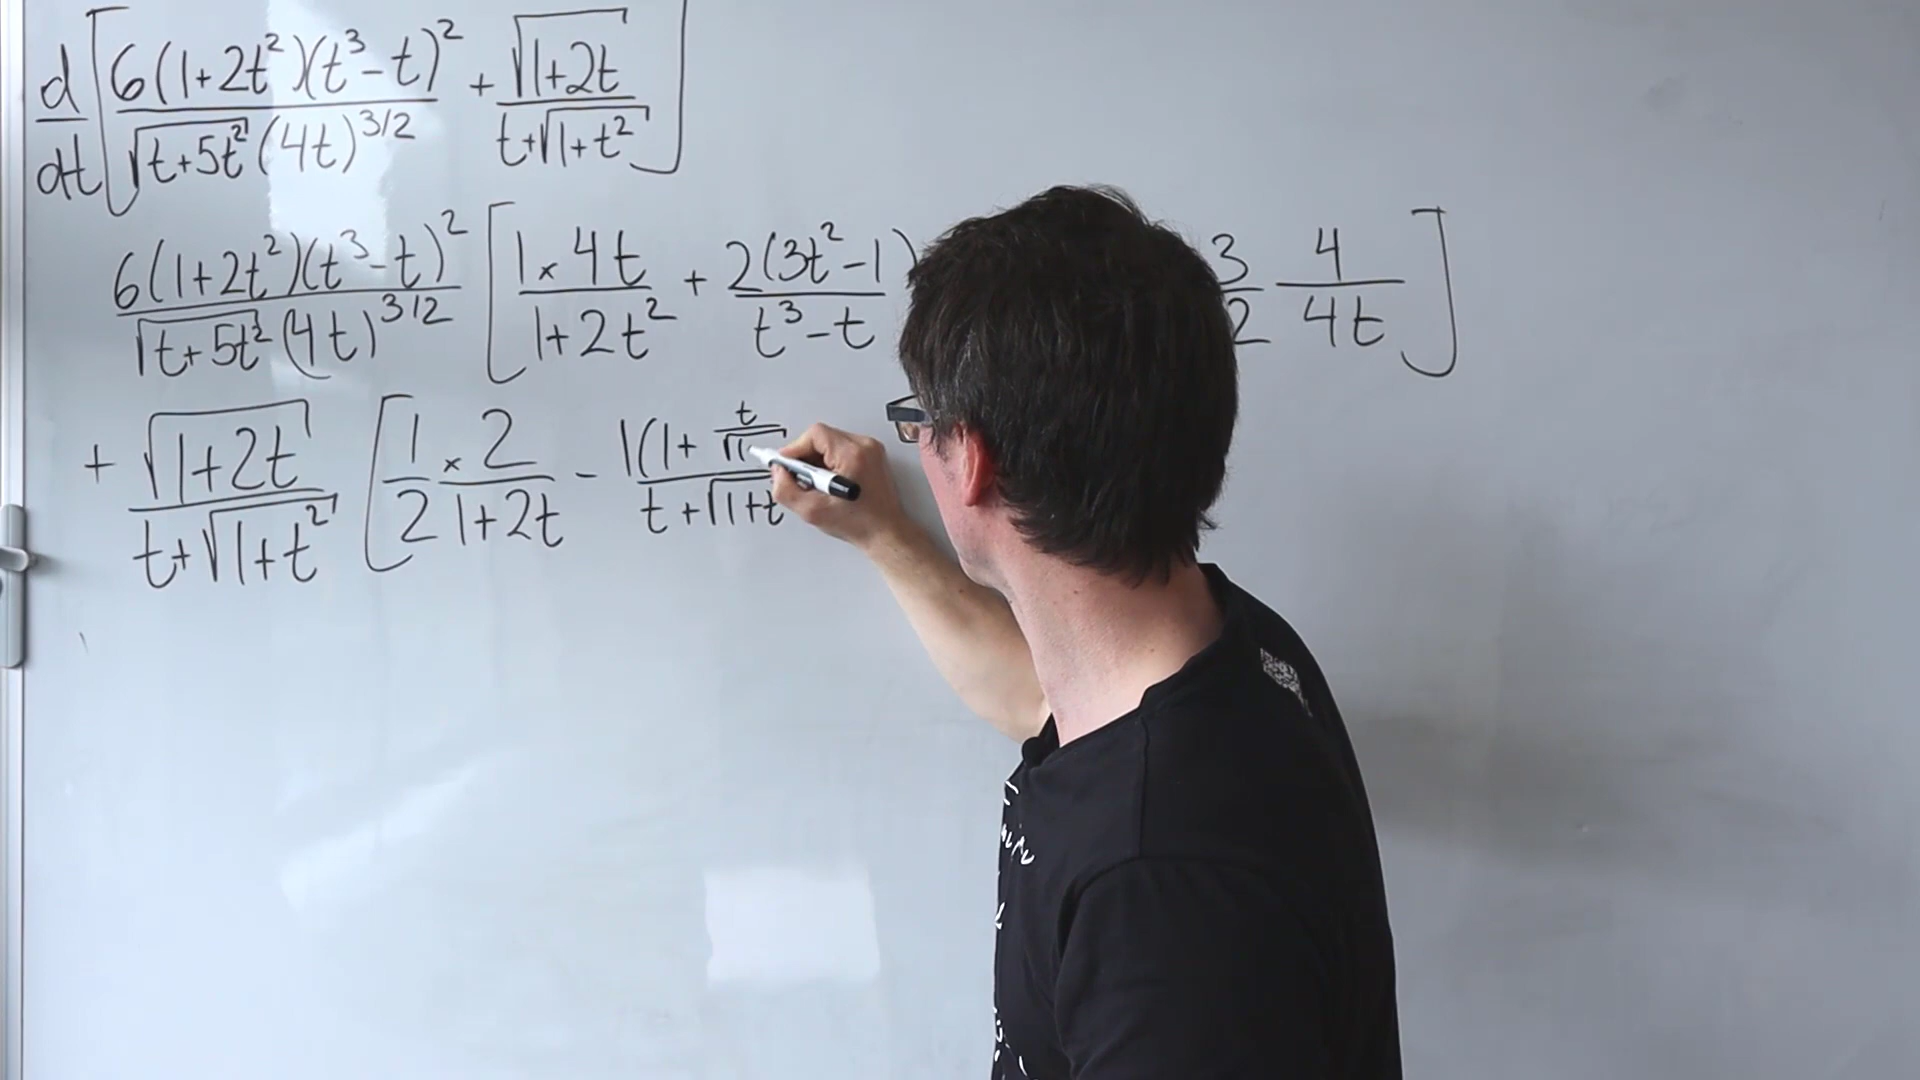 d/dt [ 6(1+2t²)(t³-t)² / √(t+5t²) (4t)^3/2 + √(1+2t) / t+√(1+t²) ]
6(1+2t²)(t³-t)² / √(t+5t²) (4t)^3/2 [ 1×4t / 1+2t² + 2(3t²-1) / t³-t 3/2 4/4t ]
+ √(1+2t) / t+√(1+t²) [ 1/2 × 2 / 1+2t - 1(1+ t/√1 / t+√1+t